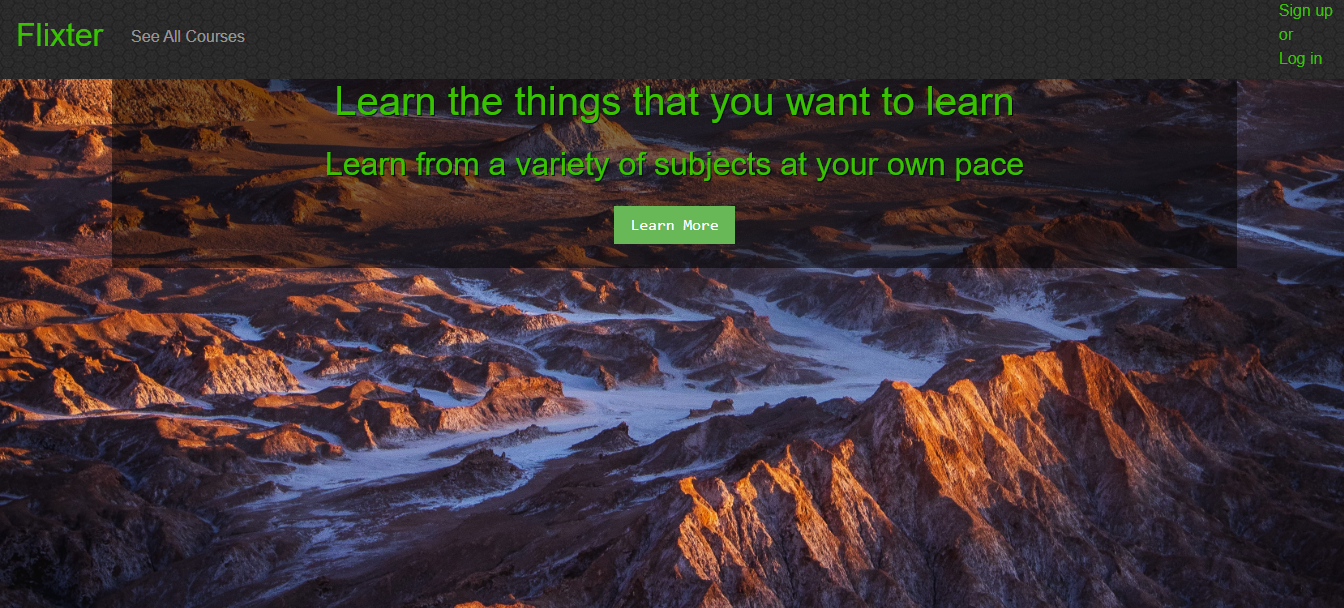 Flixter
See All Courses
Sign up
or
Log in
Learn the things that you want to learn
Learn from a variety of subjects at your own pace
Learn More